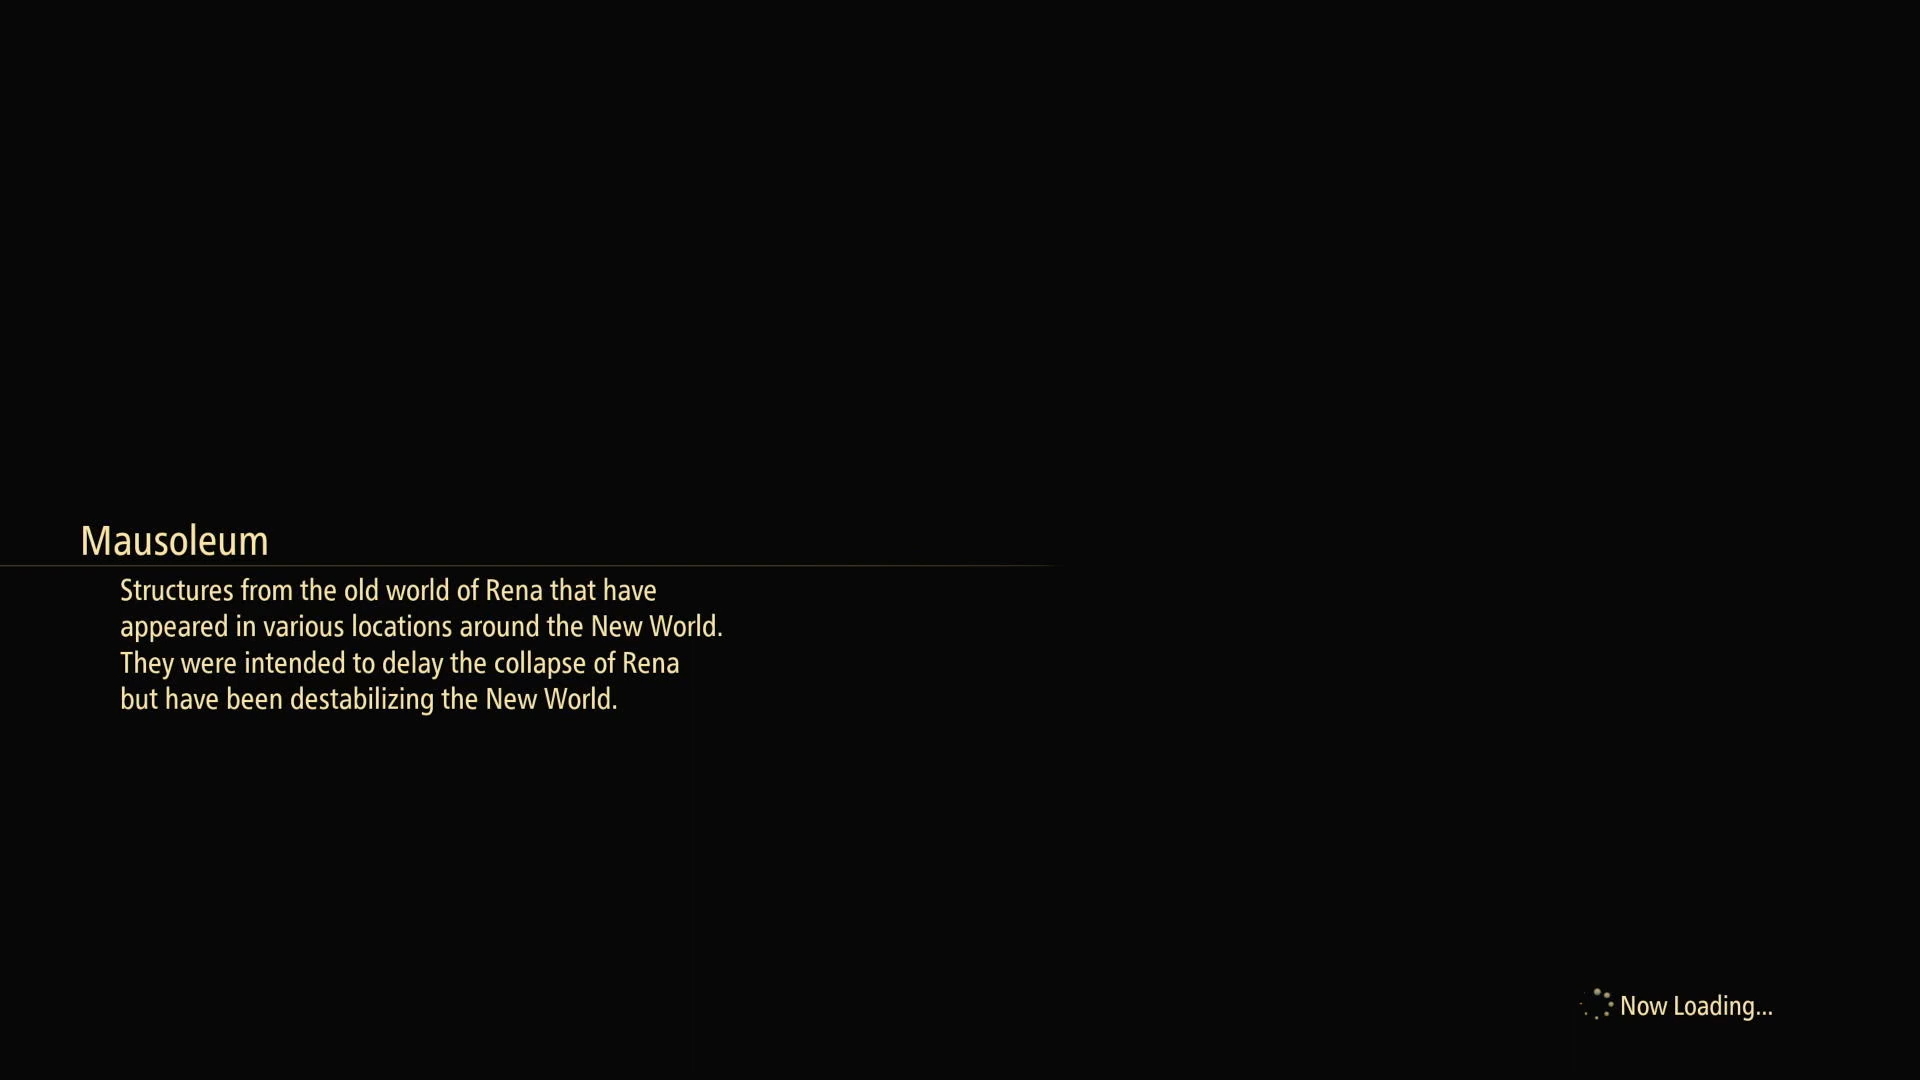 Mausoleum
Structures from the old world of Rena that have
appeared in various locations around the New World.
They were intended to delay the collapse of Rena
but have been destabilizing the New World.
Now Loading...